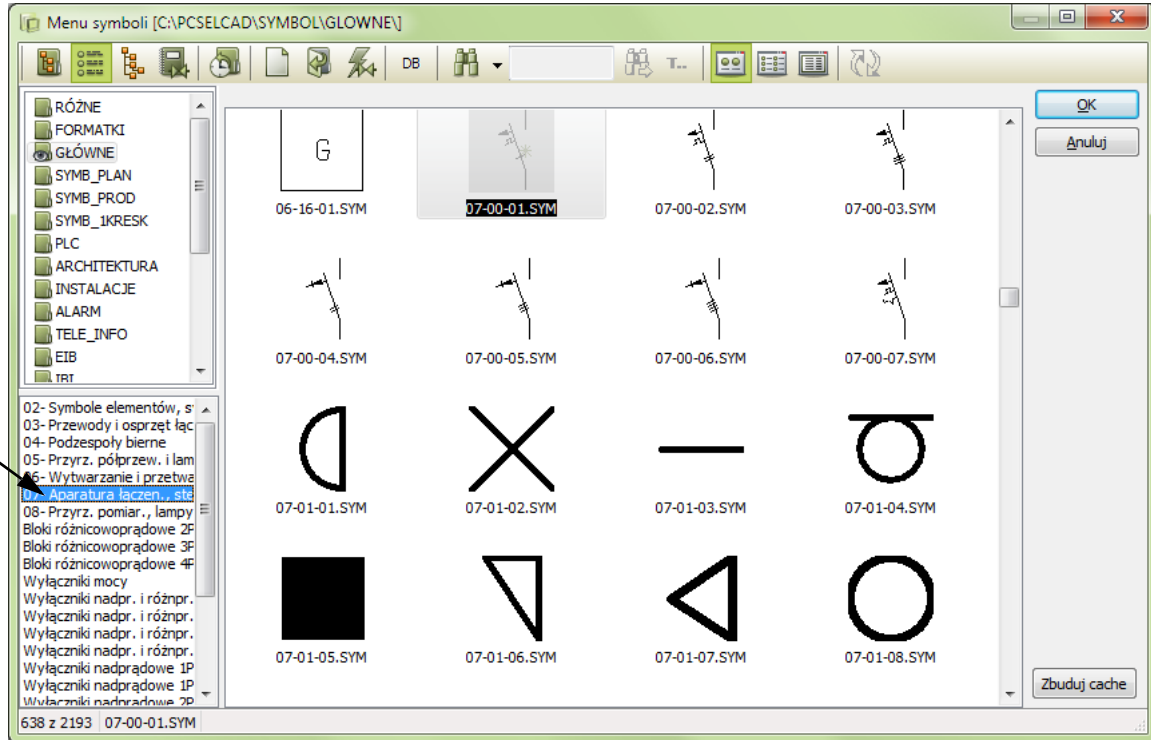 Menu symboli [C:\PCSELCAD\SYMBOL\GLOWNE\]
DB
T...
RÓŻNE
FORMATKI
GŁÓWNE
SYMB_PLAN
SYMB_PROD
SYMB_1KRESK
PLC
ARCHITEKTURA
INSTALACJE
ALARM
TELE_INFO
EIB
IBI
02- Symbole elementów, s
03- Przewody i osprzęt łąc
04- Podzespoły bierne
05- Przyrz. półprzew. i lam
06- Wytwarzanie i przetwa
07- Aparatura łączen., ste
08- Przyrz. pomiar., lampy
Bloki różnicowoprądowe 2P
Bloki różnicowoprądowe 3P
Bloki różnicowoprądowe 4P
Wyłączniki mocy
Wyłączniki nadpr. i różnpr.
Wyłączniki nadpr. i różnpr.
Wyłączniki nadpr. i różnpr.
Wyłączniki nadpr. i różnpr.
Wyłączniki nadprądowe 1P
Wyłączniki nadprądowe 1P
Wyłączniki nadprądowe 2P
G
06-16-01.SYM 07-00-01.SYM 07-00-02.SYM 07-00-03.SYM
07-00-04.SYM 07-00-05.SYM 07-00-06.SYM 07-00-07.SYM
07-01-01.SYM 07-01-02.SYM 07-01-03.SYM 07-01-04.SYM
07-01-05.SYM 07-01-06.SYM 07-01-07.SYM 07-01-08.SYM
OK
Anuluj
Zbuduj cache
638 z 2193 07-00-01.SYM